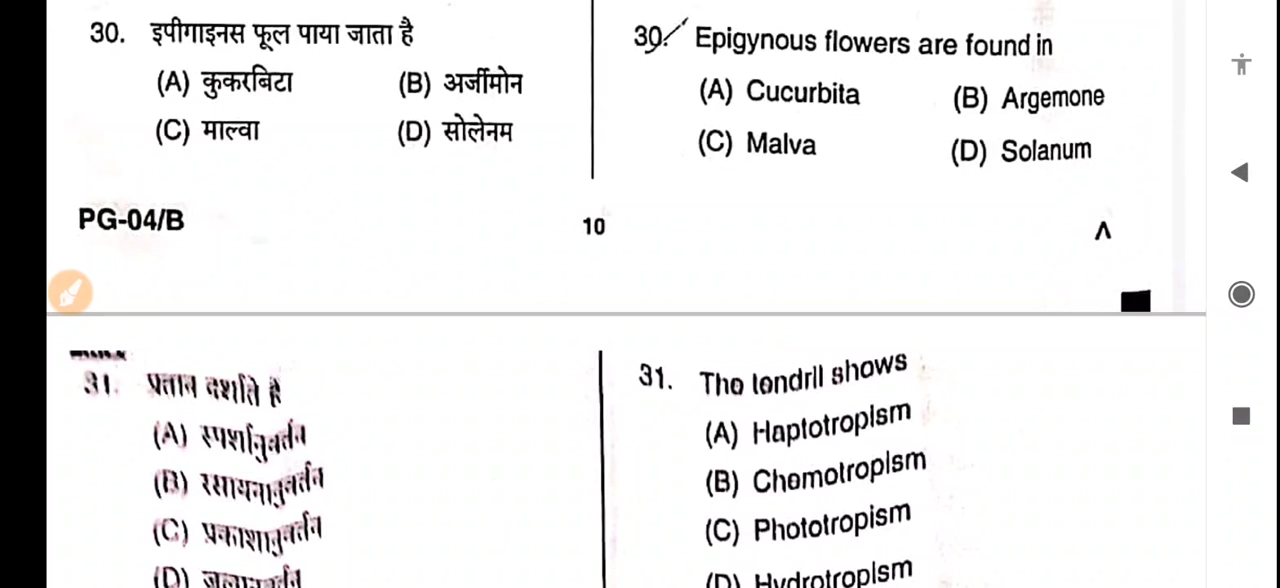 30. इपीगाइनस फूल पाया जाता है
(A) कुकरबिटा (B) अर्जीमोन
(C) माल्वा (D) सोलेनम
30. Epigynous flowers are found in
(A) Cucurbita (B) Argemone
(C) Malva (D) Solanum
PG-04/B 10
31. प्रतान दर्शाते है
(A) स्पर्शानुवर्तन
(B) रसायनानुवर्तन
(C) प्रकाशानुवर्तन
(D)
31. The tendril shows
(A) Haptotropism
(B) Chemotropism
(C) Phototropism
(D) Hydrotropism